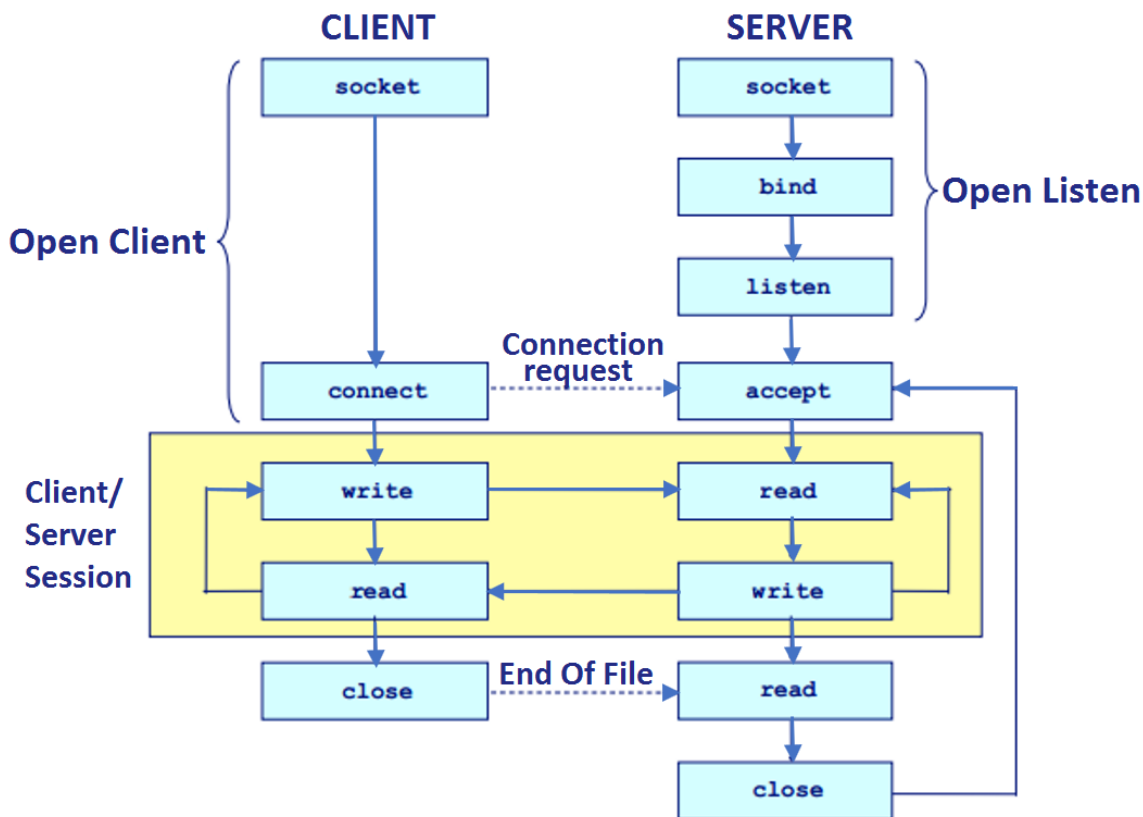 CLIENT
SERVER
socket
socket
bind
Open Client
Open Listen
listen
Connection
request
connect
accept
Client/
Server
Session
write
read
read
write
End Of File
close
read
close